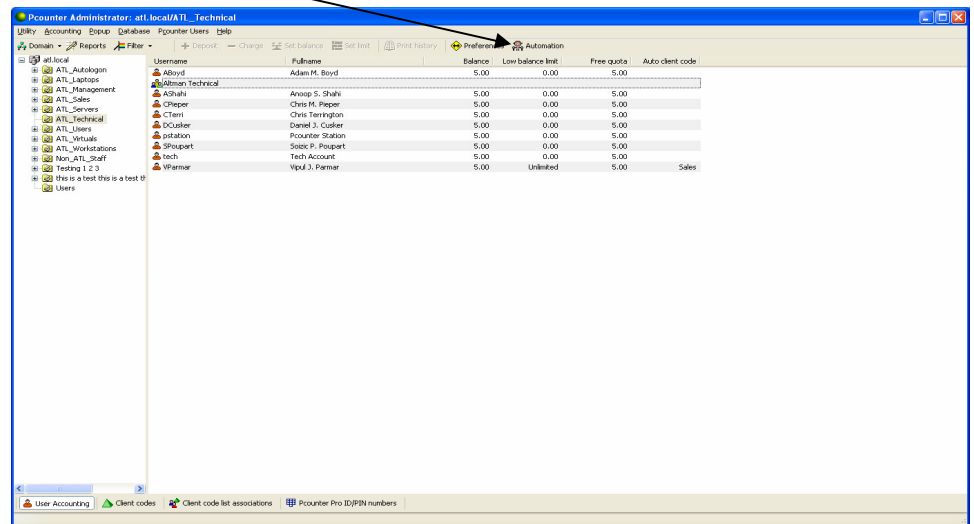 Pcounter Administrator: atl.local/ATL_Technical
Utility Accounting Popup Database Pcounter Users Help
Domain Reports Filter + Deposit — Charge Set balance Set limit Print history Preferences Automation
atl.local
ATL_Autologon
ATL_Laptops
ATL_Management
ATL_Sales
ATL_Servers
ATL_Technical
ATL_Users
ATL_Virtuals
ATL_Workstations
Non_ATL_Staff
Testing 1 2 3
this is a test this is a test th
Users
Username Fullname Balance Low balance limit Free quota Auto client code
ABoyd Adam M. Boyd 5.00 0.00 5.00
Altman Technical
AShahi Anoop S. Shahi 5.00 0.00 5.00
CPieper Chris M. Pieper 5.00 0.00 5.00
CTerri Chris Terrington 5.00 0.00 5.00
DCusker Daniel J. Cusker 5.00 0.00 5.00
pstation Pcounter Station 5.00 0.00 5.00
SPoupart Soizic P. Poupart 5.00 0.00 5.00
tech Tech Account 5.00 0.00 5.00
VParmar Vipul J. Parmar 5.00 Unlimited 5.00 Sales
User Accounting Client codes Client code list associations Pcounter Pro ID/PIN numbers